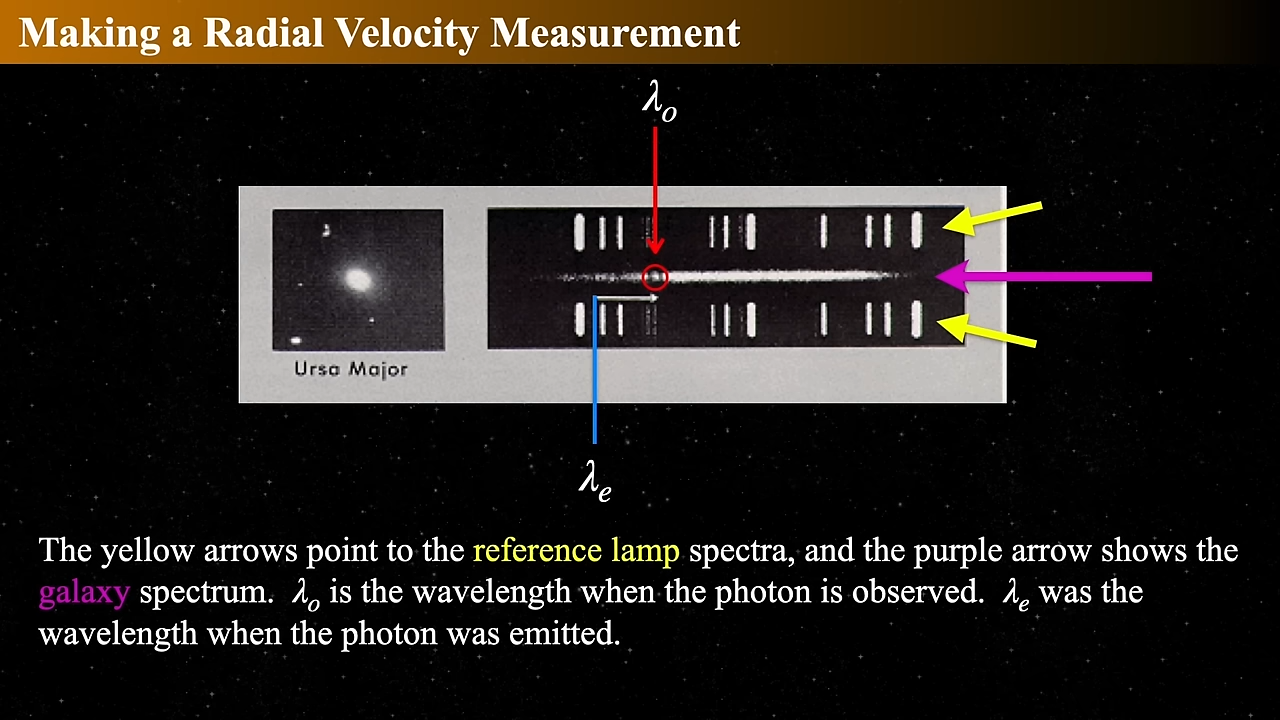 Making a Radial Velocity Measurement
λₒ
Ursa Major
λₑ
The yellow arrows point to the reference lamp spectra, and the purple arrow shows the
galaxy spectrum. λₒ is the wavelength when the photon is observed. λₑ was the
wavelength when the photon was emitted.